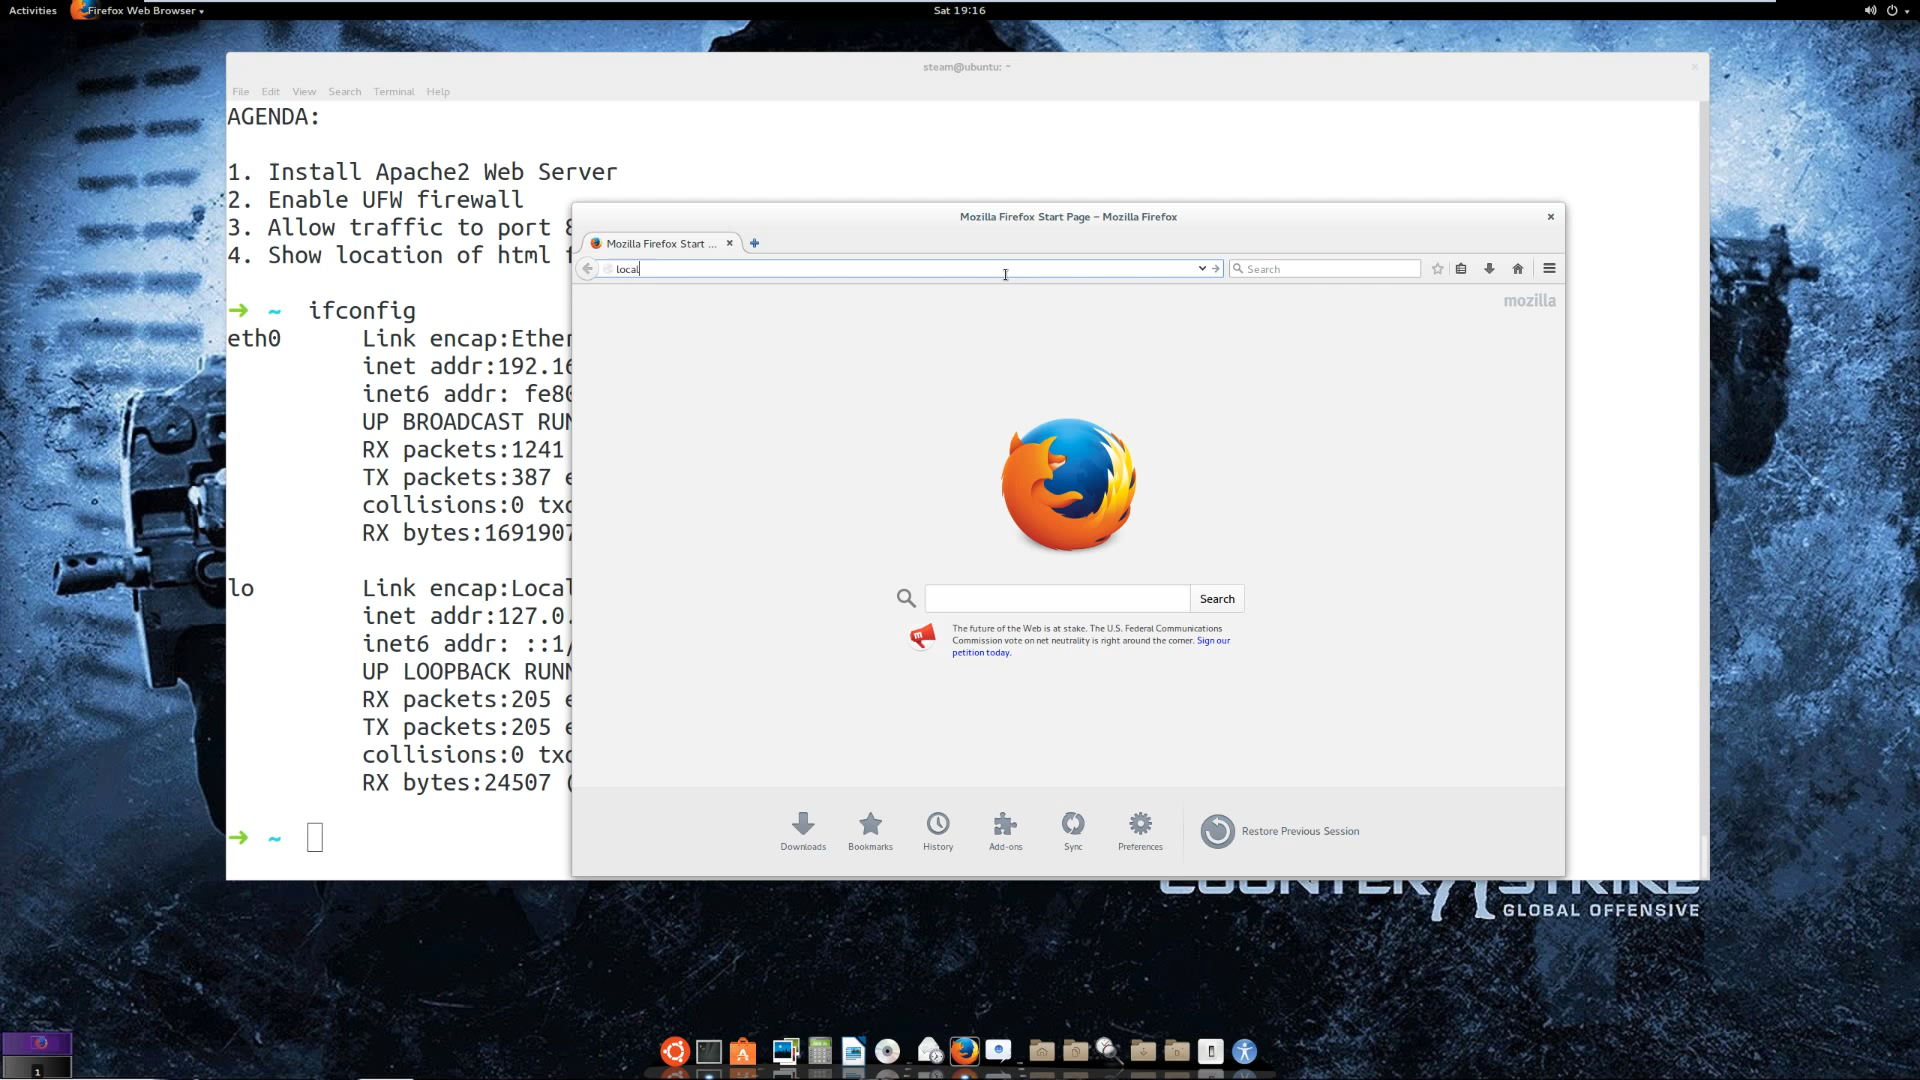 Activities Firefox Web Browser Sat 19:16
steam@ubuntu: ~
File Edit View Search Terminal Help
AGENDA:
1. Install Apache2 Web Server
2. Enable UFW firewall
3. Allow traffic to port
4. Show location of html
➜ ~ ifconfig
eth0 Link encap:Ether
inet addr:192.16
inet6 addr: fe80
UP BROADCAST RUN
RX packets:1241
TX packets:387 e
collisions:0 txq
RX bytes:1691907
lo Link encap:Local
inet addr:127.0.
inet6 addr: ::1/
UP LOOPBACK RUNN
RX packets:205 e
TX packets:205 e
collisions:0 txq
RX bytes:24507 (
➜ ~
Mozilla Firefox Start Page – Mozilla Firefox
Mozilla Firefox Start ...
local
Search
mozilla
Search
The future of the Web is at stake. The U.S. Federal Communications
Commission vote on net neutrality is right around the corner. Sign our
petition today.
Downloads Bookmarks History Add-ons Sync Preferences Restore Previous Session
COUNTER STRIKE
GLOBAL OFFENSIVE
1